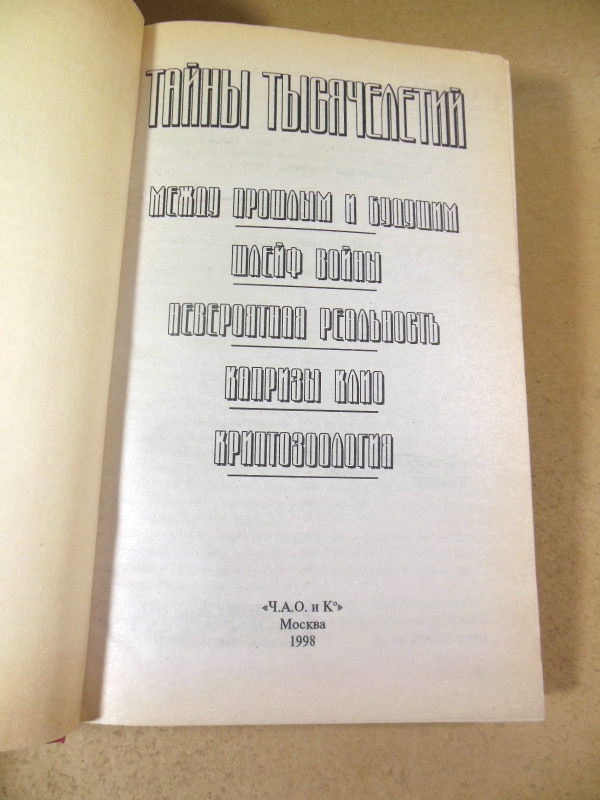 ТАЙНЫ ТЫСЯЧЕЛЕТИЙ
МЕЖДУ ПРОШЛЫМ И БУДУЩИМ
ШЛЕЙФ ВОЙНЫ
НЕВЕРОЯТНАЯ РЕАЛЬНОСТЬ
КАПРИЗЫ КЛИО
КРИПТОЗООЛОГИЯ
«Ч.А.О. и К°»
Москва
1998